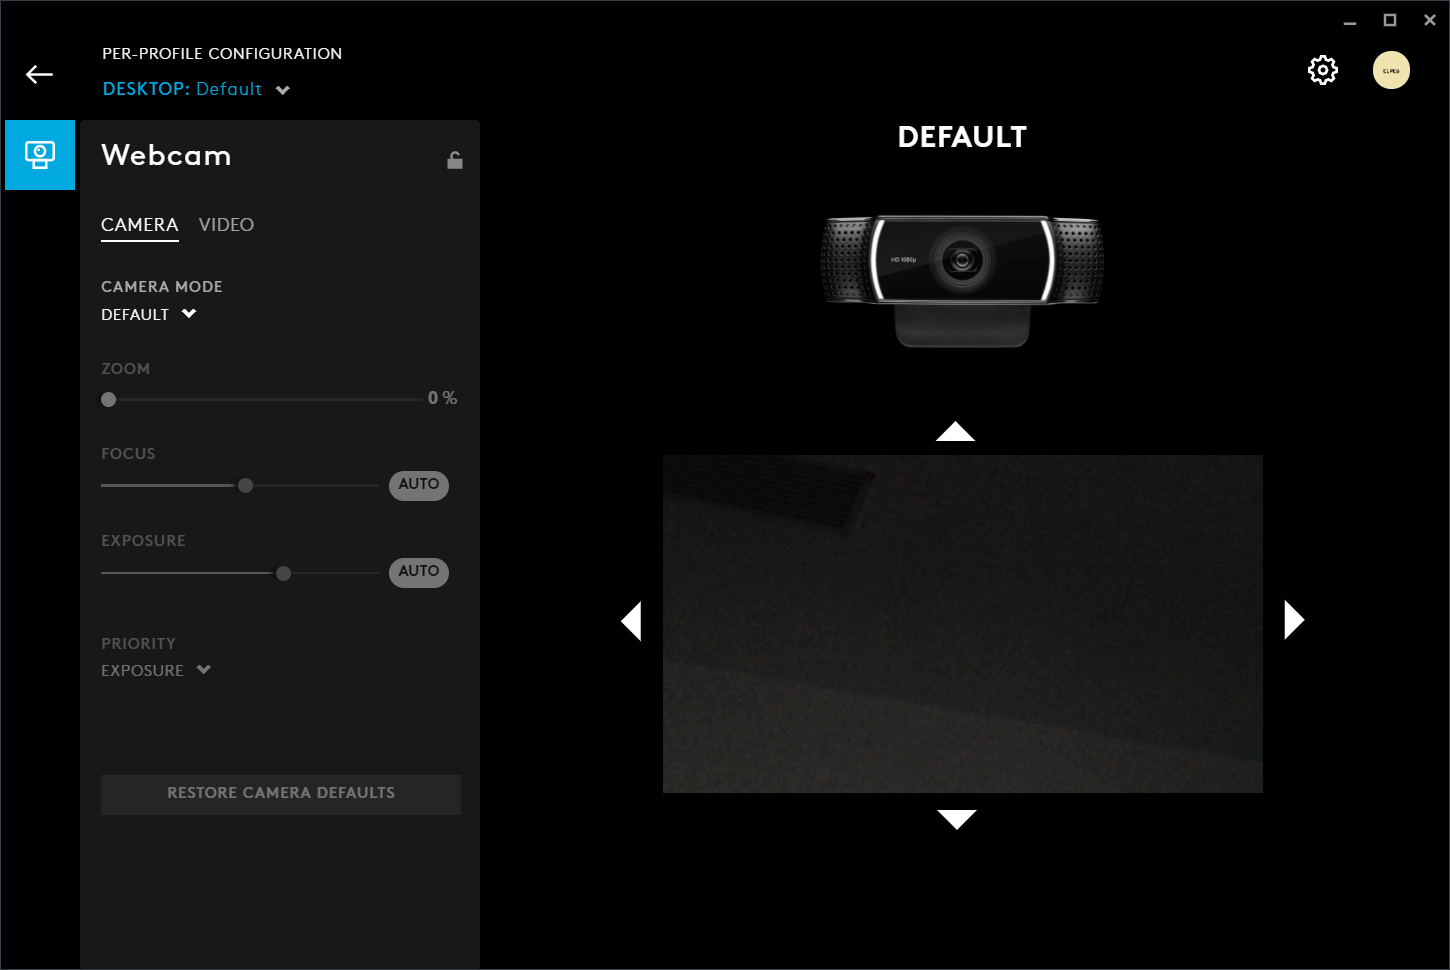 PER-PROFILE CONFIGURATION
DESKTOP: Default
Webcam
CAMERA VIDEO
CAMERA MODE
DEFAULT
ZOOM
0 %
FOCUS
AUTO
EXPOSURE
AUTO
PRIORITY
EXPOSURE
RESTORE CAMERA DEFAULTS
DEFAULT
HD 1080p